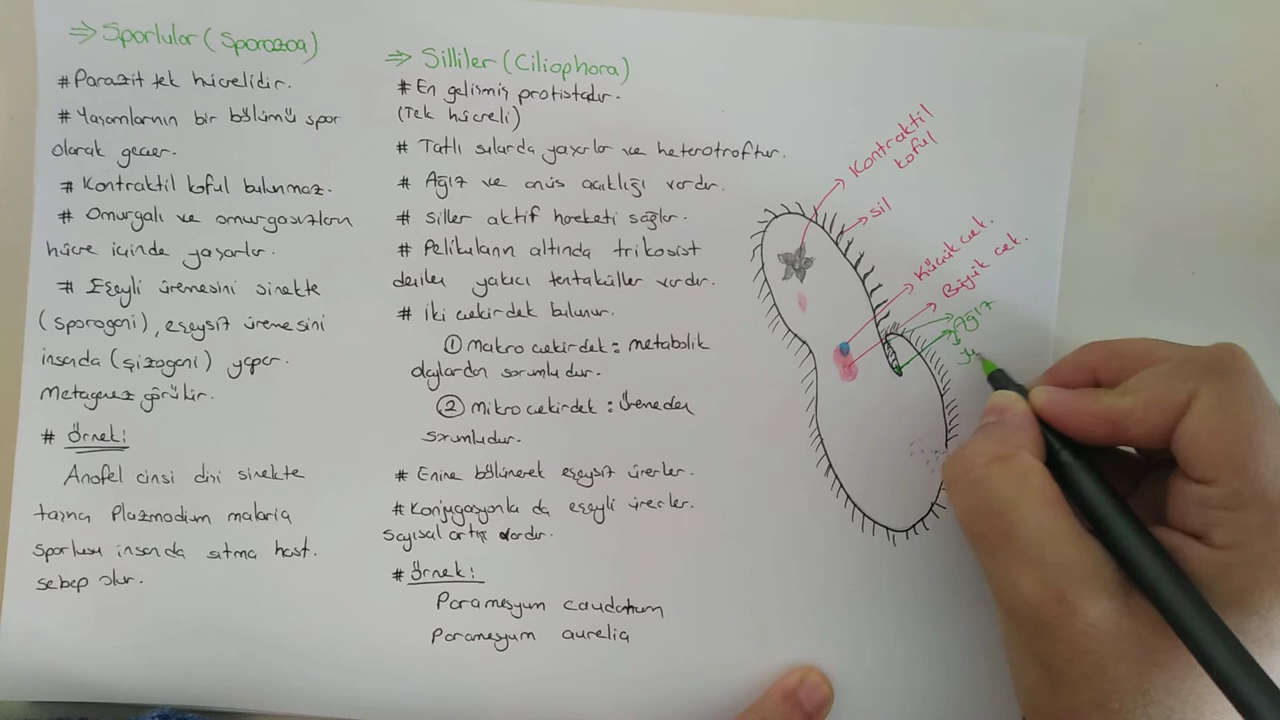 ⇒ Sporlular (Sporozoa)
# Parazit tek hücrelidir.
# Yaşamlarının bir bölümü spor
olarak geçer.
# Kontraktil koful bulunmaz.
# Omurgalı ve omurgasızların
hücre içinde yaşarlar.
# Eşeyli üremesini sinekte
(sporogoni), eşeysiz üremesini
insanda (şizogoni) yapar.
Metagenez görülür.
# Örnek:
Anofel cinsi dişi sinekte
taşınan Plazmodium malaria
sporlusu insanda sıtma hast.
sebep olur.
⇒ Silliler (Ciliophora)
# En gelişmiş protistadır.
(Tek hücreli)
# Tatlı sularda yaşarlar ve heterotroftur.
# Ağız ve anüs açıklığı vardır.
# Siller aktif hareketi sağlar.
# Pelikulanın altında trikosist
denilen yakıcı tentaküller vardır.
# İki çekirdek bulunur.
① Makro çekirdek: metabolik
olaylardan sorumludur.
② Mikro çekirdek: Üremeden
sorumludur.
# Enine bölünerek eşeysiz ürerler.
# Konjugasyonla da eşeyli ürerler.
Sayısal artış vardır.
# Örnek:
Paramesyum caudatum
Paramesyum aurelia
Kontraktil
koful
sil
Küçük çek.
Büyük çek.
Ağız